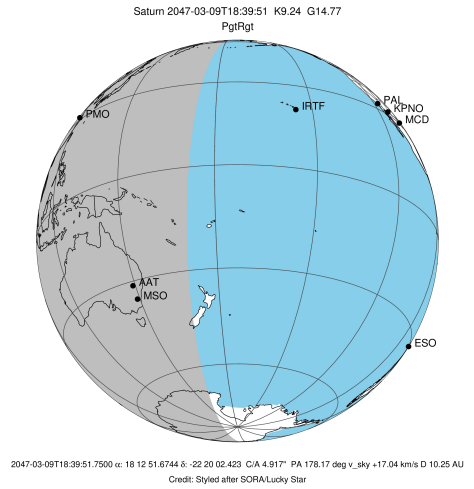 Saturn 2047-03-09T18:39:51 K9.24 G14.77
PgtRgt
PAL
KPNO
MCD
IRTF
PMO
AAT
MSO
ESO
2047-03-09T18:39:51.7500 α: 18 12 51.6744 δ: -22 20 02.423 C/A 4.917" PA 178.17 deg v_sky +17.04 km/s D 10.25 AU
Credit: Styled after SORA/Lucky Star